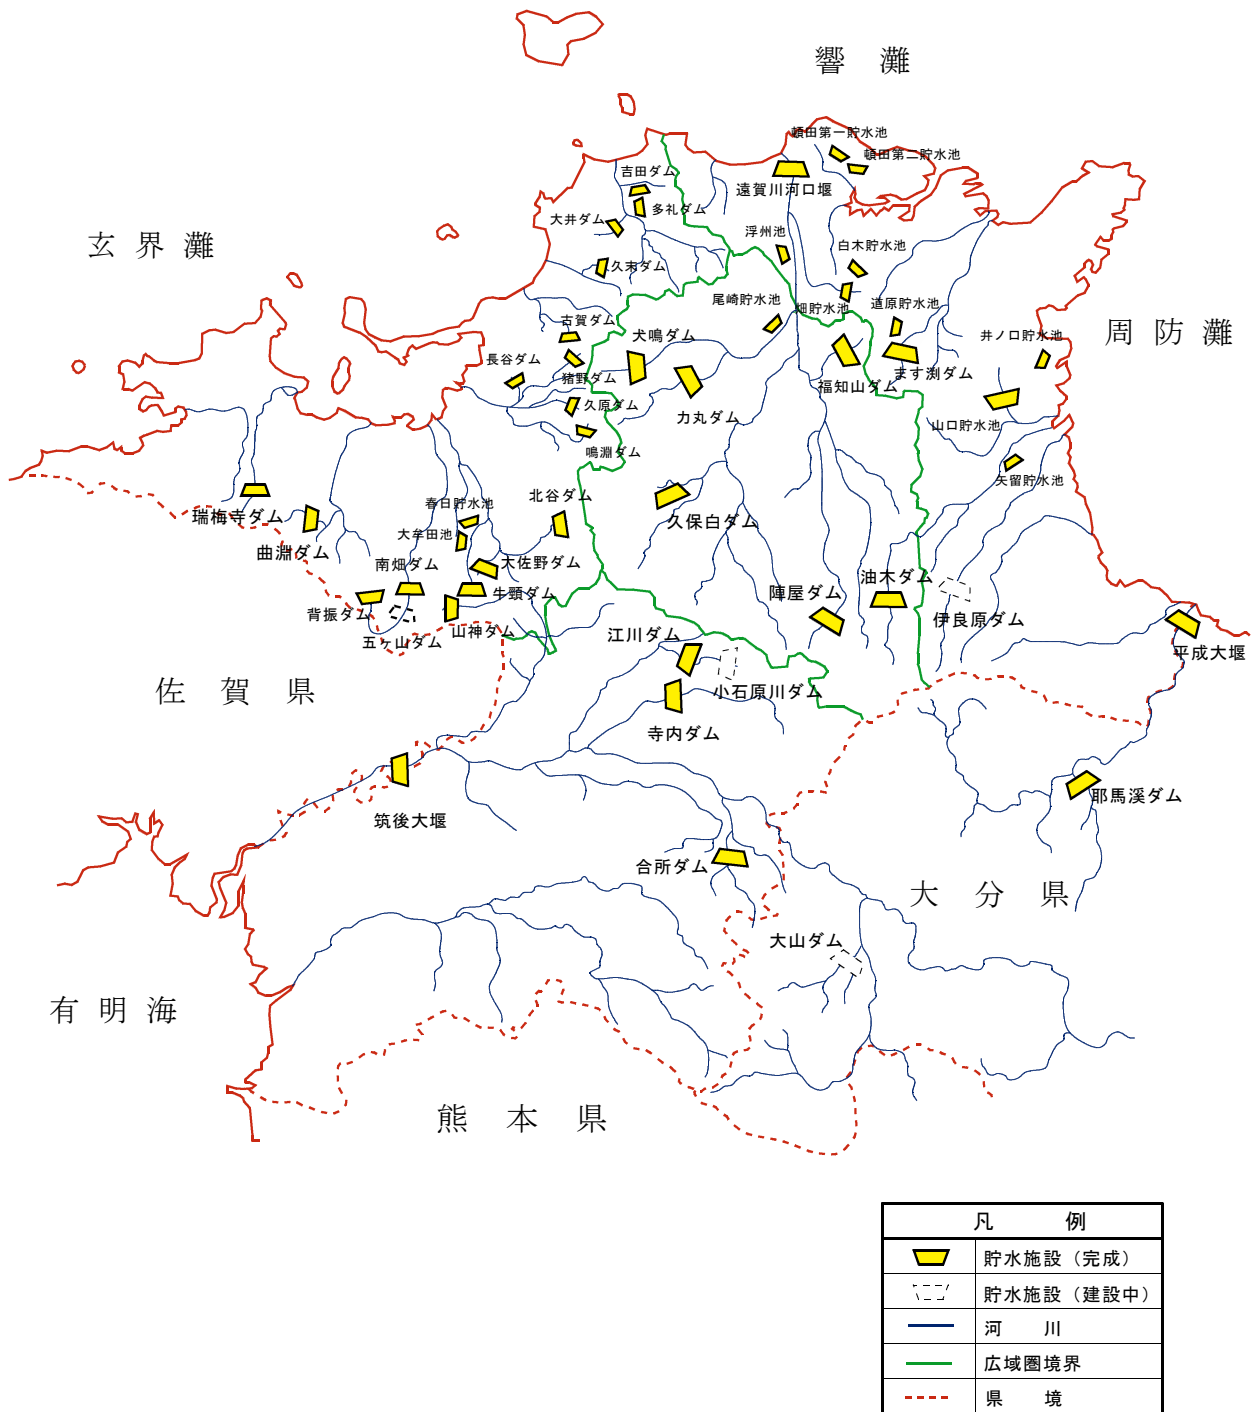 響灘
頓田第一貯水池
頓田第二貯水池
吉田ダム
遠賀川河口堰
多礼ダム
大井ダム
浮州池
白木貯水池
玄界灘
久末ダム
尾崎貯水池
畑貯水池
道原貯水池
古賀ダム
犬鳴ダム
井ノ口貯水池
周防灘
長谷ダム
猪野ダム
ます渕ダム
福知山ダム
久原ダム
力丸ダム
山口貯水池
鳴淵ダム
矢留貯水池
北谷ダム
春日貯水池
瑞梅寺ダム
久保白ダム
大牟田池
曲淵ダム
南畑ダム
大佐野ダム
油木ダム
陣屋ダム
牛頸ダム
背振ダム
伊良原ダム
山神ダム
江川ダム
五ヶ山ダム
平成大堰
佐賀県
小石原川ダム
寺内ダム
耶馬溪ダム
筑後大堰
合所ダム
大分県
大山ダム
有明海
熊本県
凡例
貯水施設（完成）
貯水施設（建設中）
河川
広域圏境界
県境